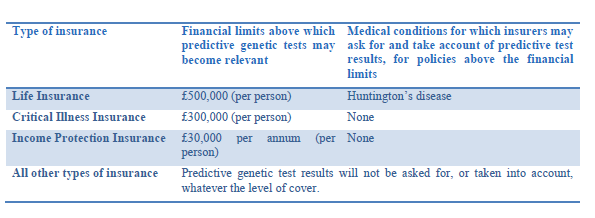 Type of insurance
Financial limits above which
predictive genetic tests may
become relevant
Medical conditions for which insurers may
ask for and take account of predictive test
results, for policies above the financial
limits
Life Insurance
£500,000 (per person)
Huntington's disease
Critical Illness Insurance
£300,000 (per person)
None
Income Protection Insurance
£30,000 per annum (per
person)
None
All other types of insurance
Predictive genetic test results will not be asked for, or taken into account,
whatever the level of cover.